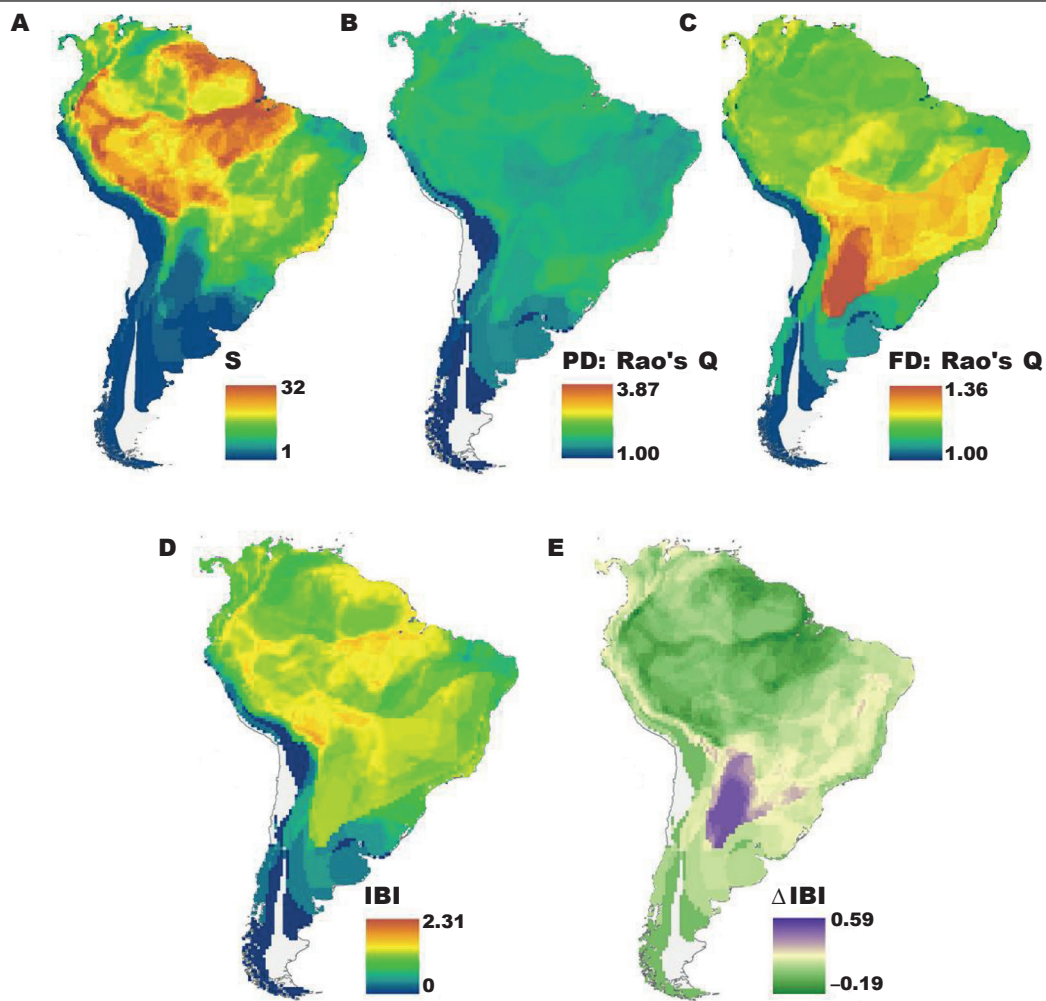 A
B
C
S
32
1
PD: Rao's Q
3.87
1.00
FD: Rao's Q
1.36
1.00
D
E
IBI
2.31
0
Δ IBI
0.59
–0.19